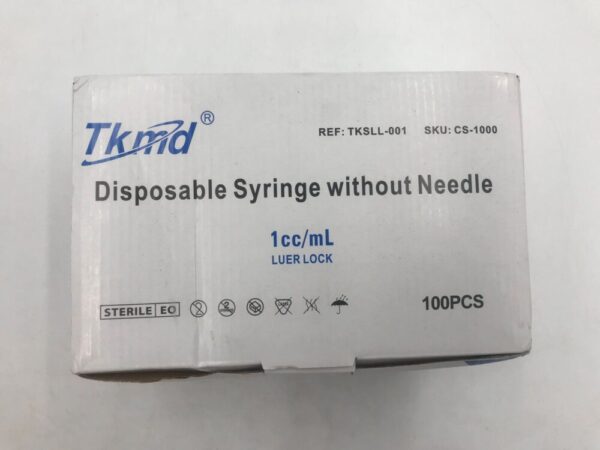 Tkmd®
REF: TKSLL-001 SKU: CS-1000
Disposable Syringe without Needle
1cc/mL
LUER LOCK
STERILE EO
100PCS